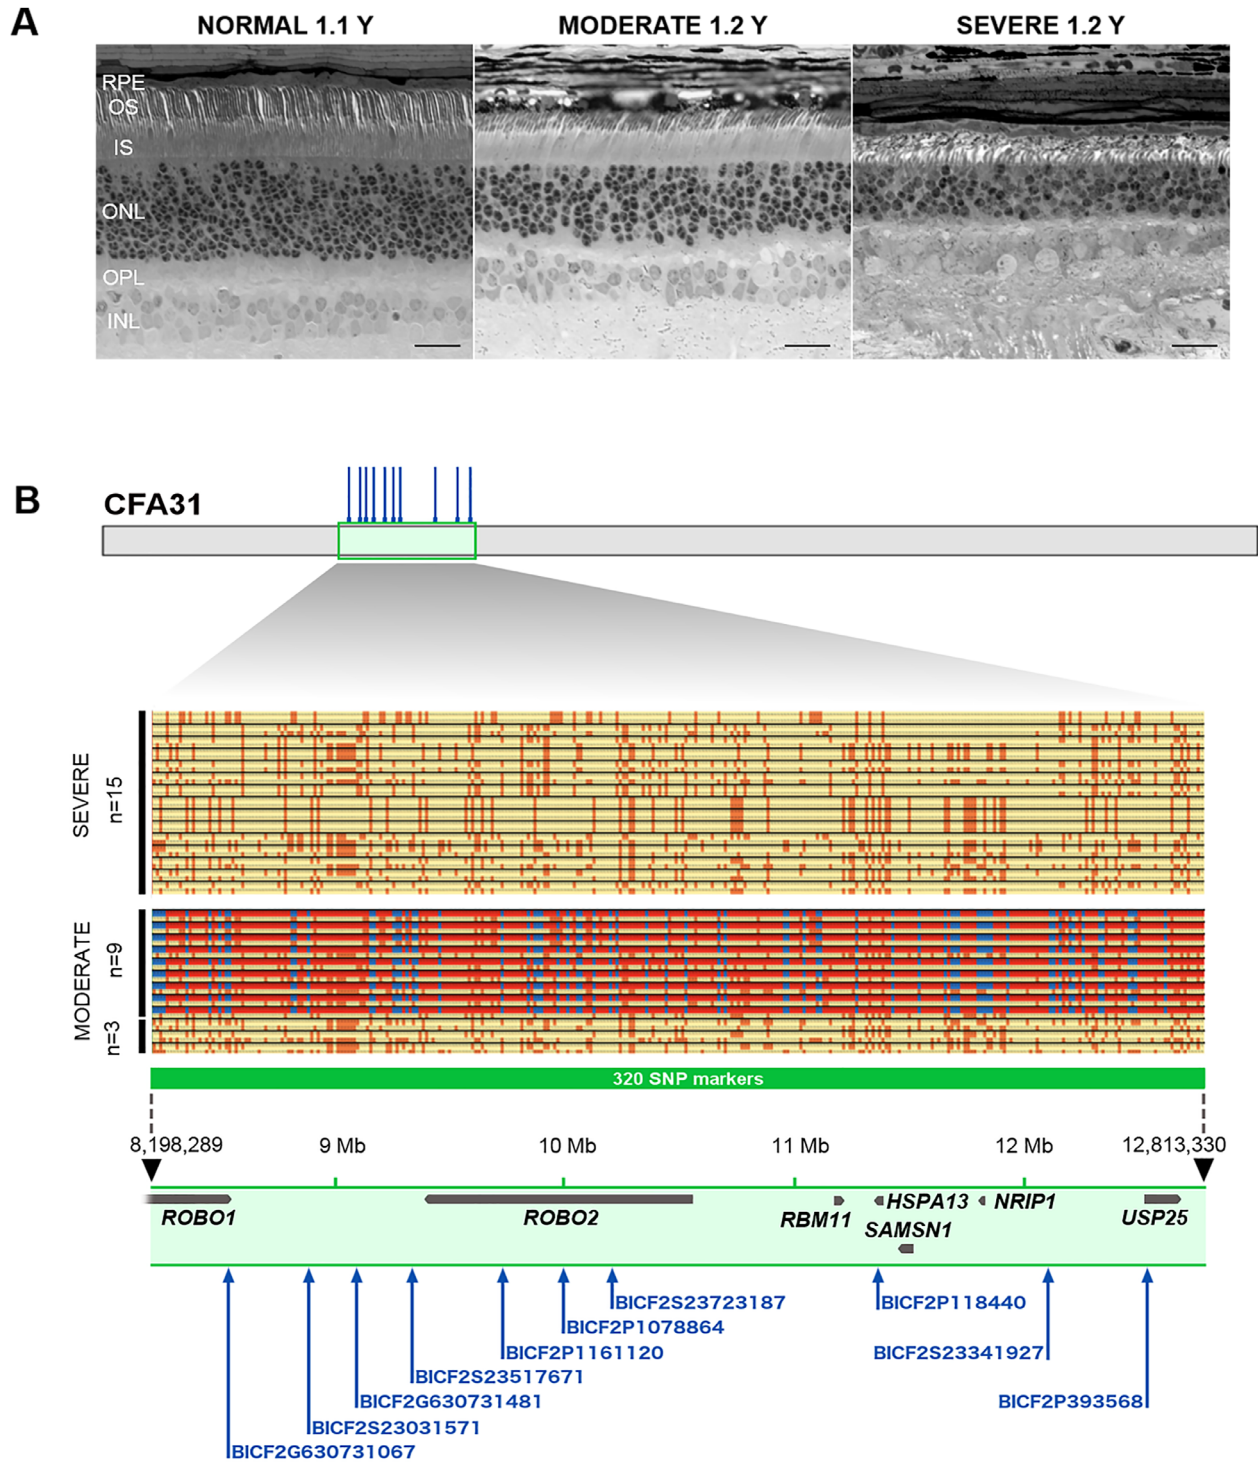 A
NORMAL 1.1 Y
MODERATE 1.2 Y
SEVERE 1.2 Y
RPE
OS
IS
ONL
OPL
INL
B
CFA31
SEVERE
n=15
MODERATE
n=9
n=3
320 SNP markers
8,198,289
9 Mb
10 Mb
11 Mb
12 Mb
12,813,330
ROBO1
ROBO2
RBM11
HSPA13
SAMSN1
NRIP1
USP25
BICF2S23723187
BICF2P118440
BICF2P1078864
BICF2P1161120
BICF2S23341927
BICF2S23517671
BICF2G630731481
BICF2P393568
BICF2S23031571
BICF2G630731067